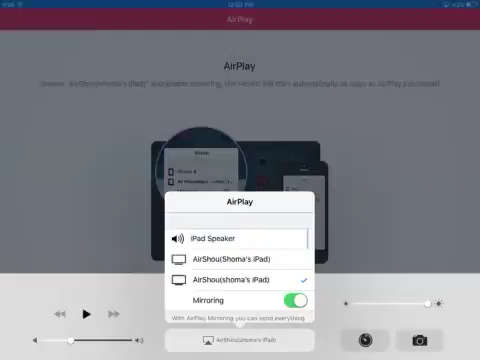 iPad
12:02 PM
AirPlay
AirPlay
AirPlay
iPad Speaker
AirShou(Shoma's iPad)
AirShou(shoma's iPad)
Mirroring
With AirPlay Mirroring you can send everything
AirShou(shoma's iPad)